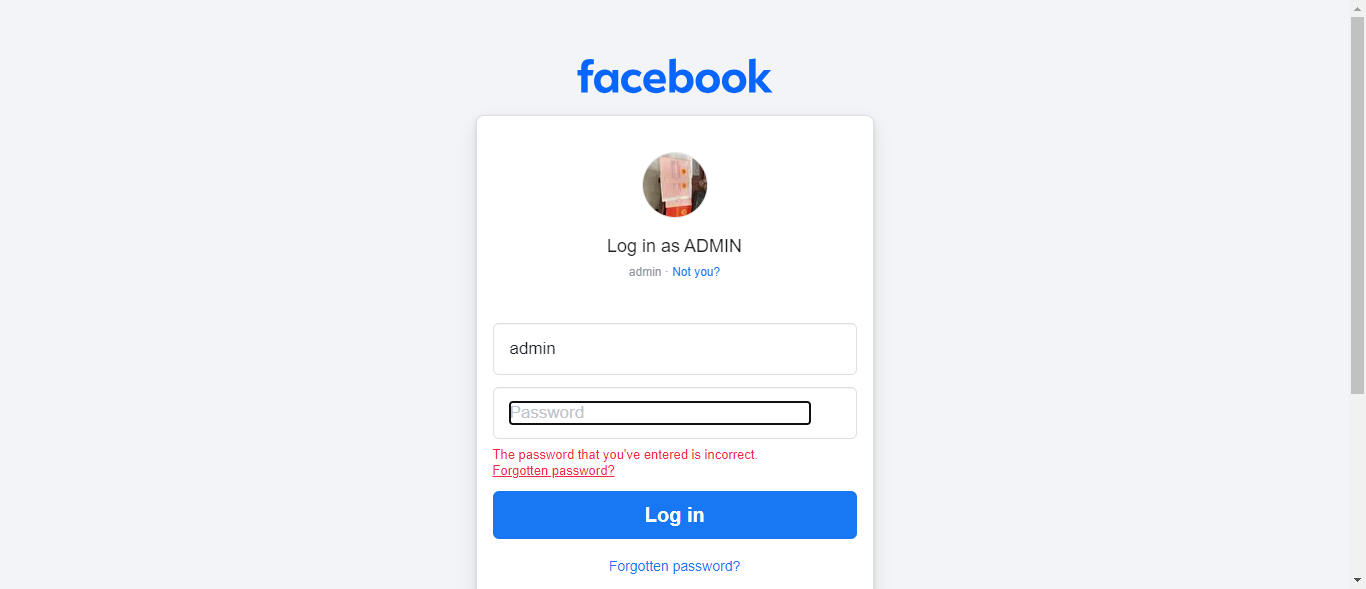 facebook
Log in as ADMIN
admin · Not you?
admin
Password
The password that you've entered is incorrect.
Forgotten password?
Log in
Forgotten password?